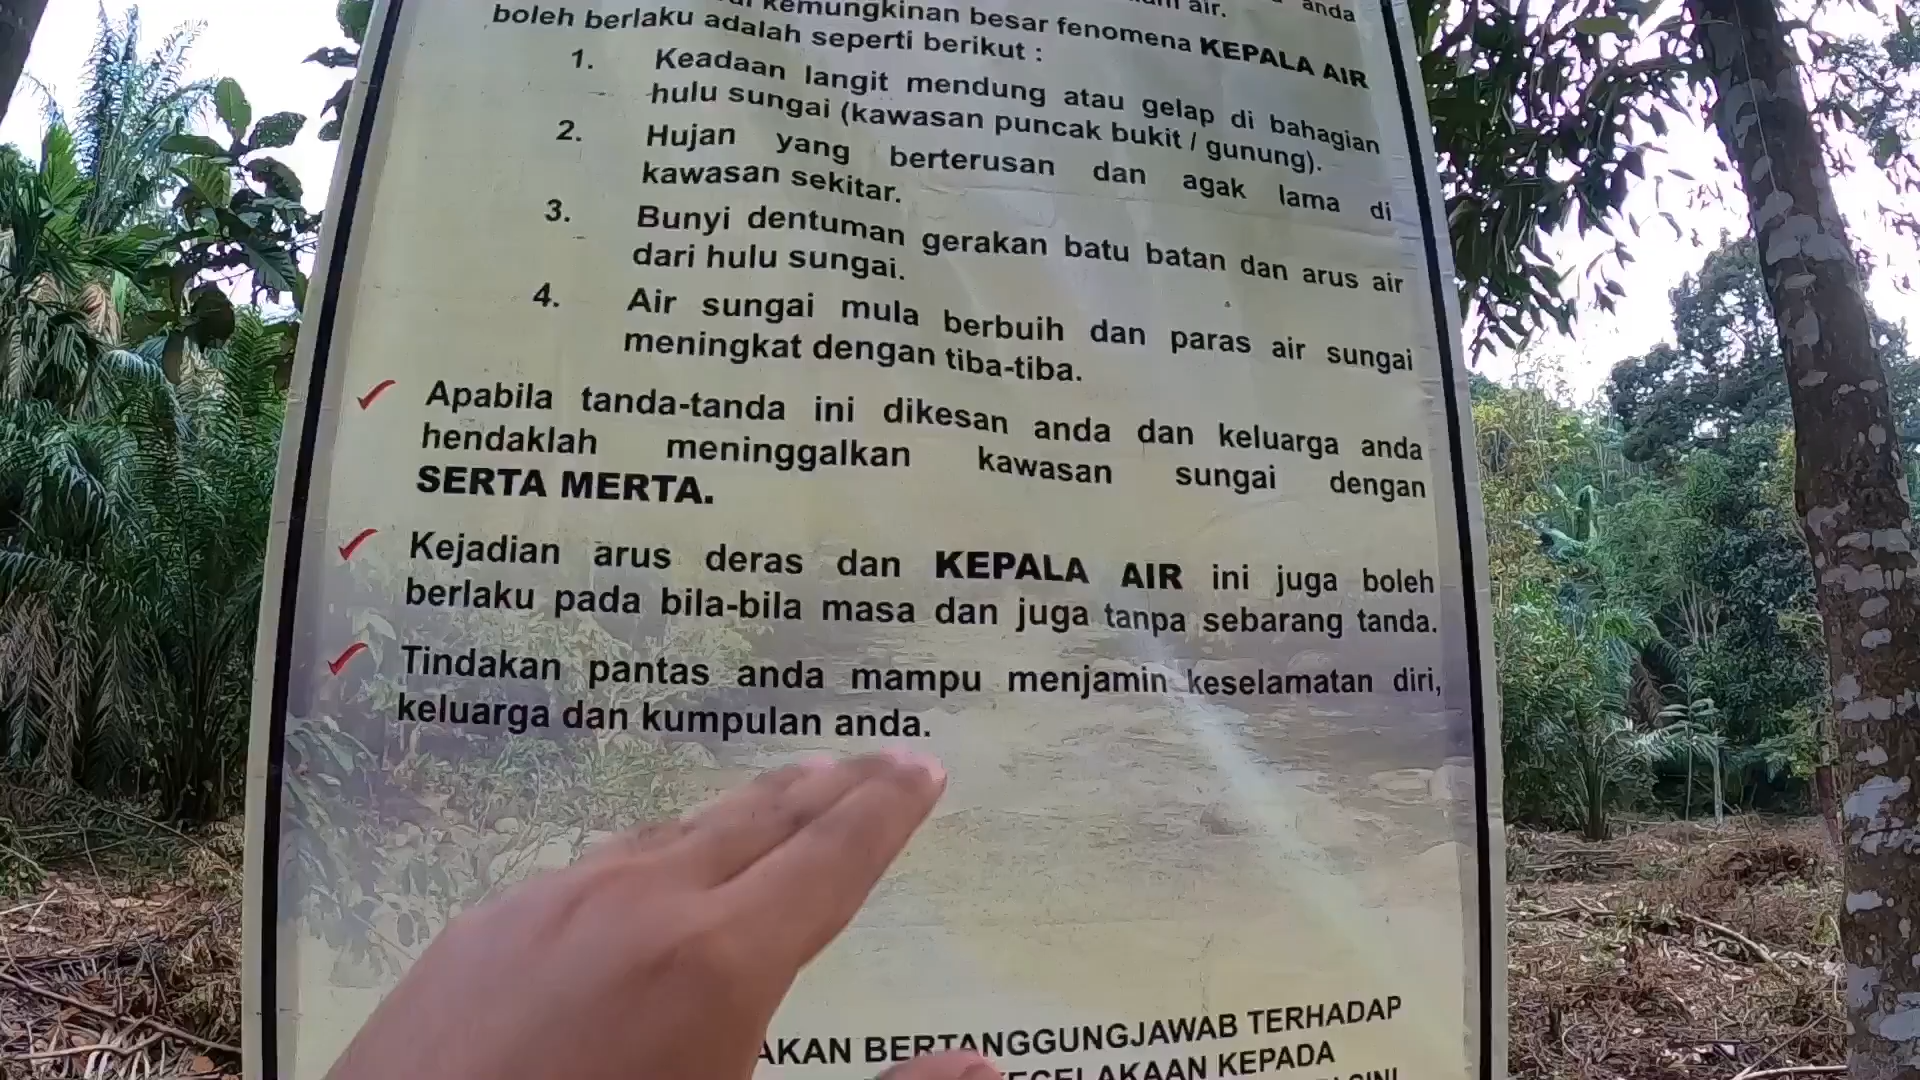 air. anda
kemungkinan besar fenomena KEPALA AIR
boleh berlaku adalah seperti berikut :
1. Keadaan langit mendung atau gelap di bahagian
hulu sungai (kawasan puncak bukit / gunung).
2. Hujan yang berterusan dan agak lama di
kawasan sekitar.
3. Bunyi dentuman gerakan batu batan dan arus air
dari hulu sungai.
4. Air sungai mula berbuih dan paras air sungai
meningkat dengan tiba-tiba.
Apabila tanda-tanda ini dikesan anda dan keluarga anda
hendaklah meninggalkan kawasan sungai dengan
SERTA MERTA.
Kejadian arus deras dan KEPALA AIR ini juga boleh
berlaku pada bila-bila masa dan juga tanpa sebarang tanda.
Tindakan pantas anda mampu menjamin keselamatan diri,
keluarga dan kumpulan anda.
AKAN BERTANGGUNGJAWAB TERHADAP
KEPADA